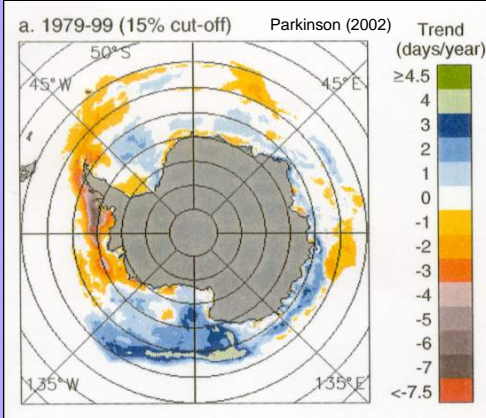 a. 1979-99 (15% cut-off)
Parkinson (2002)
Trend
(days/year)
50°S
45°W
45°E
135°W
135°E
≥4.5
4
3
2
1
0
-1
-2
-3
-4
-5
-6
-7
<-7.5